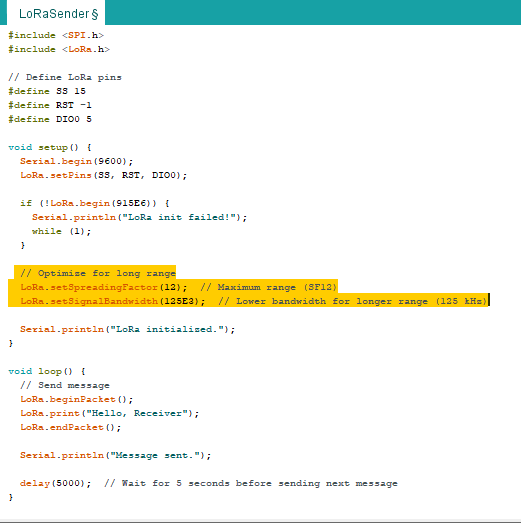 LoRaSender §
#include <SPI.h>
#include <LoRa.h>
// Define LoRa pins
#define SS 15
#define RST -1
#define DIO0 5
void setup() {
Serial.begin(9600);
LoRa.setPins(SS, RST, DIO0);
if (!LoRa.begin(915E6)) {
Serial.println("LoRa init failed!");
while (1);
}
// Optimize for long range
LoRa.setSpreadingFactor(12);  // Maximum range (SF12)
LoRa.setSignalBandwidth(125E3);  // Lower bandwidth for longer range (125 kHz)
Serial.println("LoRa initialized.");
}
void loop() {
// Send message
LoRa.beginPacket();
LoRa.print("Hello, Receiver");
LoRa.endPacket();
Serial.println("Message sent.");
delay(5000);  // Wait for 5 seconds before sending next message
}